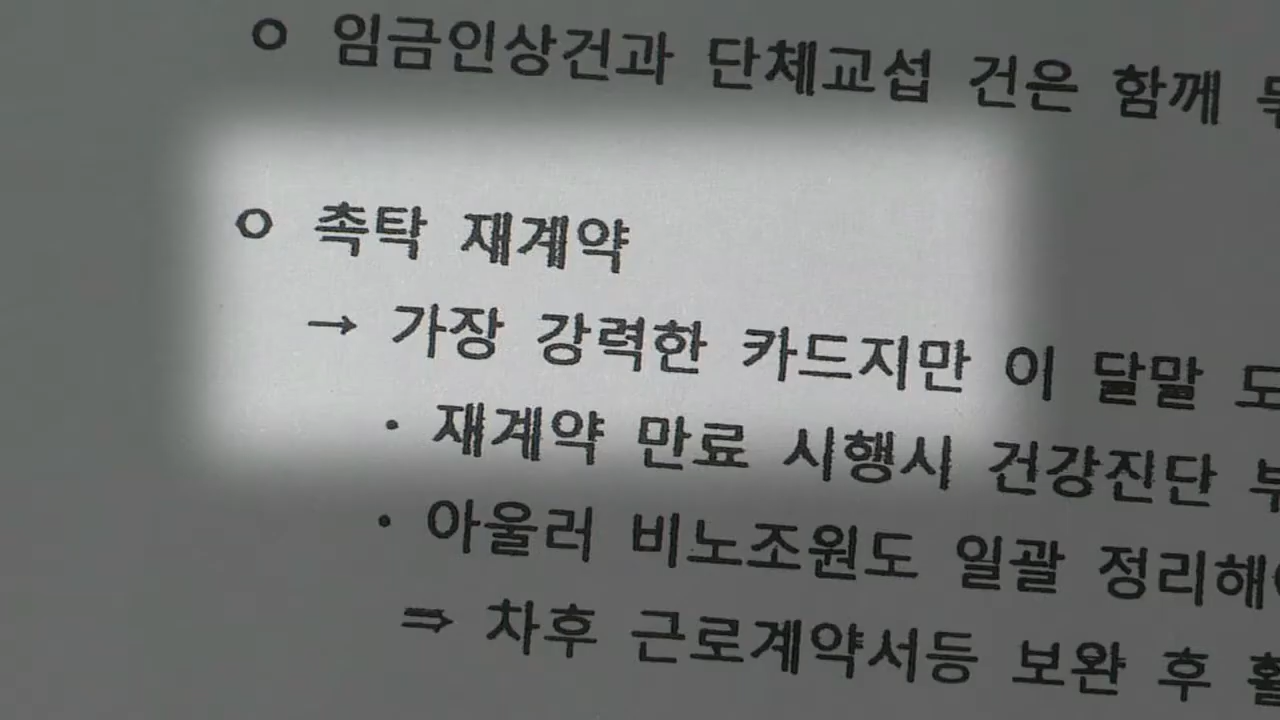 ㅇ 임금인상건과 단체교섭 건은 함께
ㅇ 촉탁 재계약
→ 가장 강력한 카드지만 이 달말
· 재계약 만료 시행시 건강진단
· 아울러 비노조원도 일괄 정리해
⇒ 차후 근로계약서등 보완 후